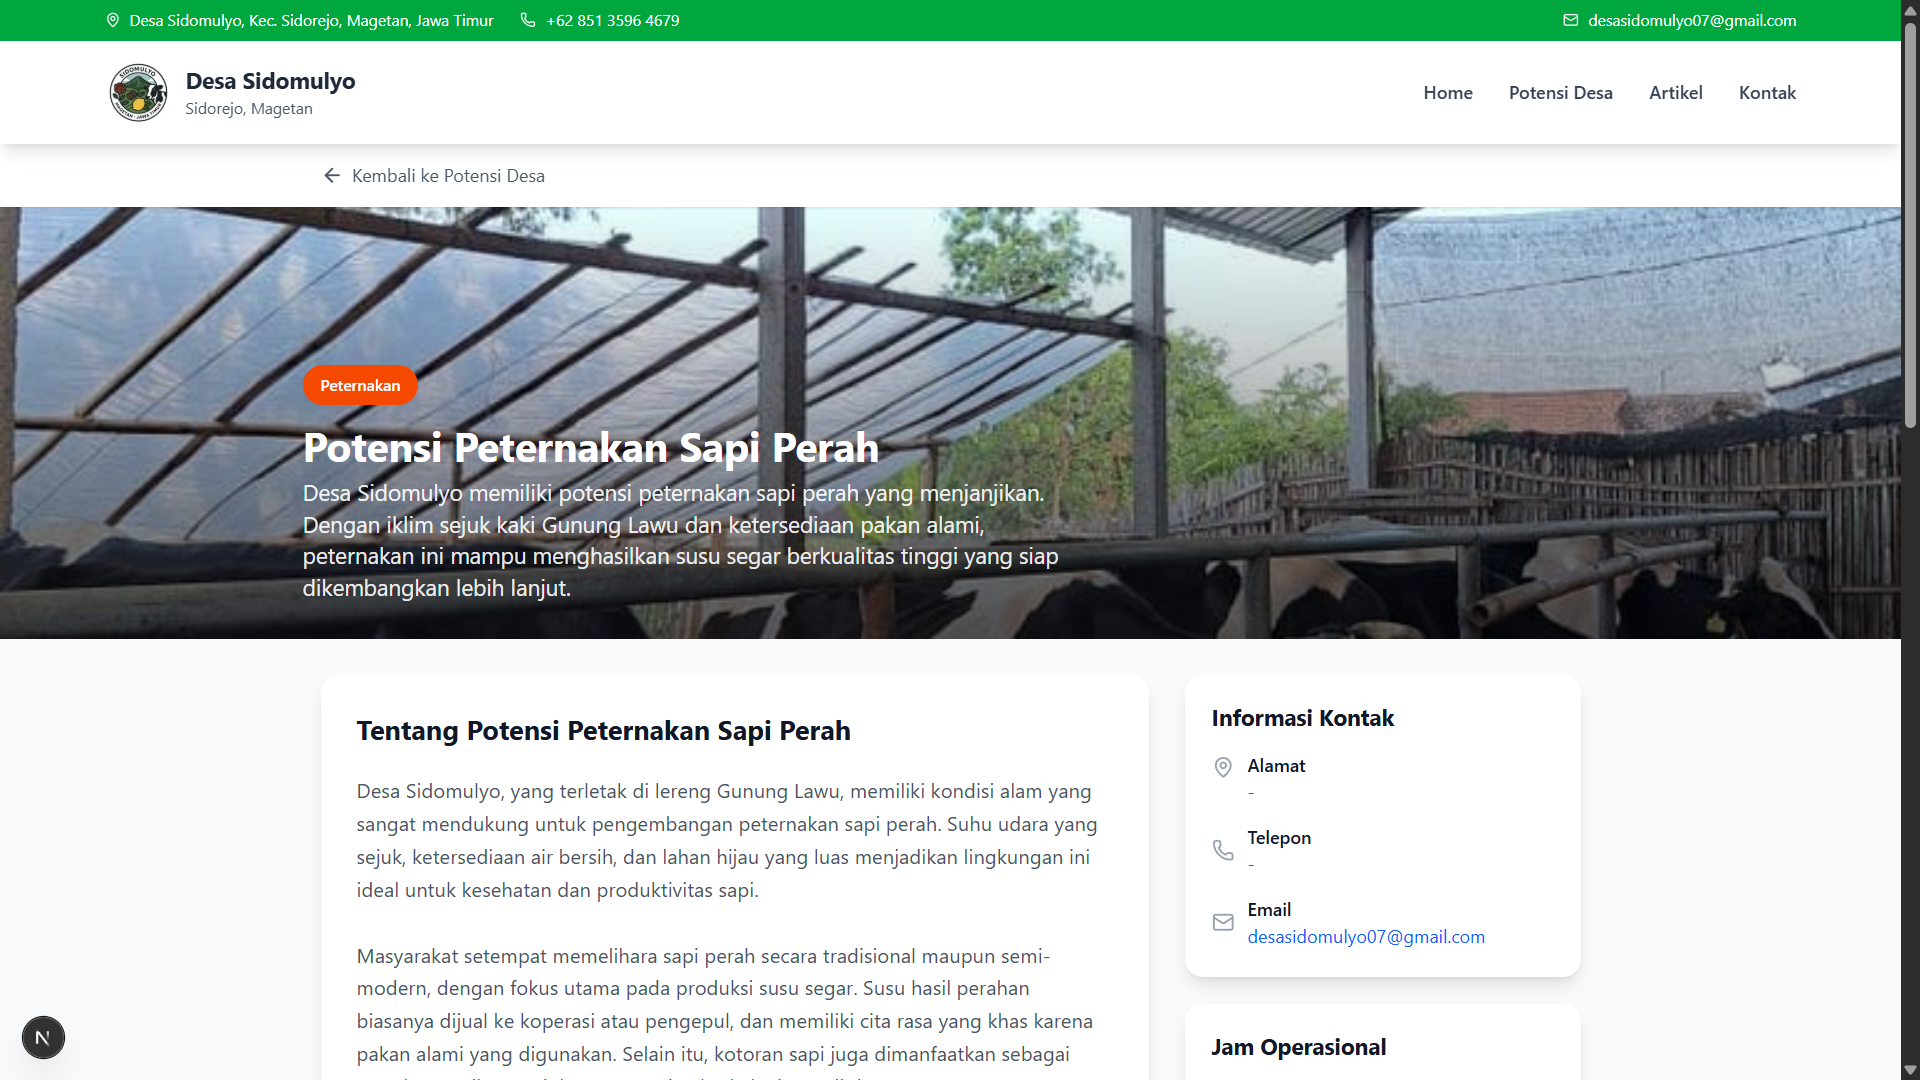 Desa Sidomulyo, Kec. Sidorejo, Magetan, Jawa Timur
+62 851 3596 4679
desasidomulyo07@gmail.com
SIDOMULYO
MAGETAN - JAWA TIMUR
Desa Sidomulyo
Sidorejo, Magetan
Home
Potensi Desa
Artikel
Kontak
Kembali ke Potensi Desa
Peternakan
Potensi Peternakan Sapi Perah
Desa Sidomulyo memiliki potensi peternakan sapi perah yang menjanjikan.
Dengan iklim sejuk kaki Gunung Lawu dan ketersediaan pakan alami,
peternakan ini mampu menghasilkan susu segar berkualitas tinggi yang siap
dikembangkan lebih lanjut.
Tentang Potensi Peternakan Sapi Perah
Desa Sidomulyo, yang terletak di lereng Gunung Lawu, memiliki kondisi alam yang
sangat mendukung untuk pengembangan peternakan sapi perah. Suhu udara yang
sejuk, ketersediaan air bersih, dan lahan hijau yang luas menjadikan lingkungan ini
ideal untuk kesehatan dan produktivitas sapi.
Masyarakat setempat memelihara sapi perah secara tradisional maupun semi-
modern, dengan fokus utama pada produksi susu segar. Susu hasil perahan
biasanya dijual ke koperasi atau pengepul, dan memiliki cita rasa yang khas karena
pakan alami yang digunakan. Selain itu, kotoran sapi juga dimanfaatkan sebagai
Informasi Kontak
Alamat
-
Telepon
-
Email
desasidomulyo07@gmail.com
Jam Operasional
N